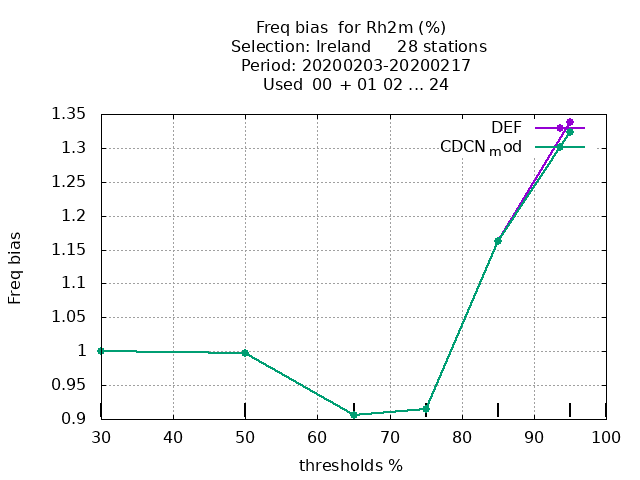 Freq bias  for Rh2m (%)
Selection: Ireland     28 stations
Period: 20200203-20200217
Used  00 + 01 02 ... 24
1.35
1.3
1.25
1.2
1.15
1.1
1.05
1
0.95
0.9
Freq bias
DEF
CDCNmod
30 40 50 60 70 80 90 100
thresholds %